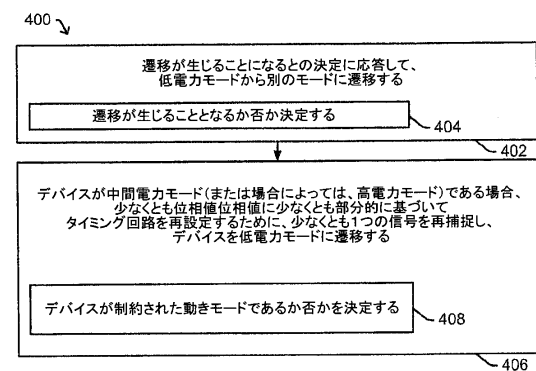 400
遷移が生じることになるとの決定に応答して、
低電力モードから別のモードに遷移する
遷移が生じることとなるか否か決定する
404
402
デバイスが中間電力モード(または場合によっては、高電力モード)である場合、
少なくとも位相値位相値に少なくとも部分的に基づいて
タイミング回路を再設定するために、少なくとも1つの信号を再捕捉し、
デバイスを低電力モードに遷移する
デバイスが制約された動きモードであるか否かを決定する
408
406